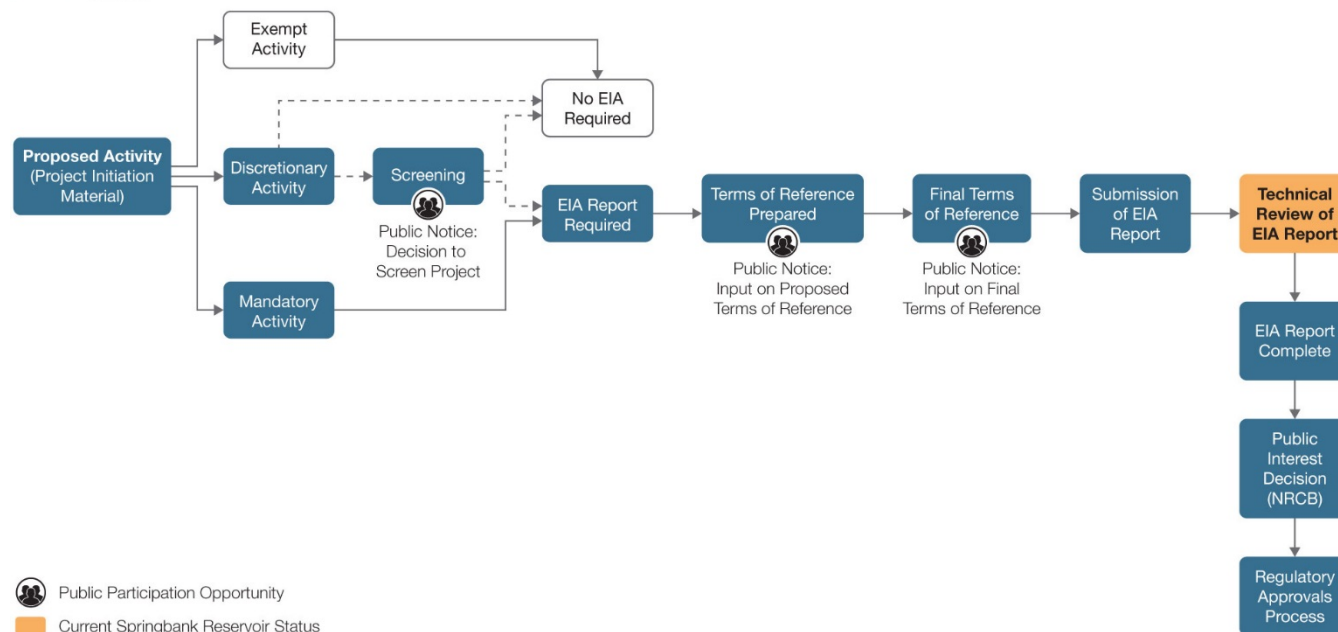 Exempt
Activity
No EIA
Required
Proposed Activity
(Project Initiation
Material)
Discretionary
Activity
Screening
Public Notice:
Decision to
Screen Project
Mandatory
Activity
EIA Report
Required
Terms of Reference
Prepared
Public Notice:
Input on Proposed
Terms of Reference
Final Terms
of Reference
Public Notice:
Input on Final
Terms of Reference
Submission
of EIA
Report
Technical
Review of
EIA Report
EIA Report
Complete
Public
Interest
Decision
(NRCB)
Regulatory
Approvals
Process
Public Participation Opportunity
Current Springbank Reservoir Status